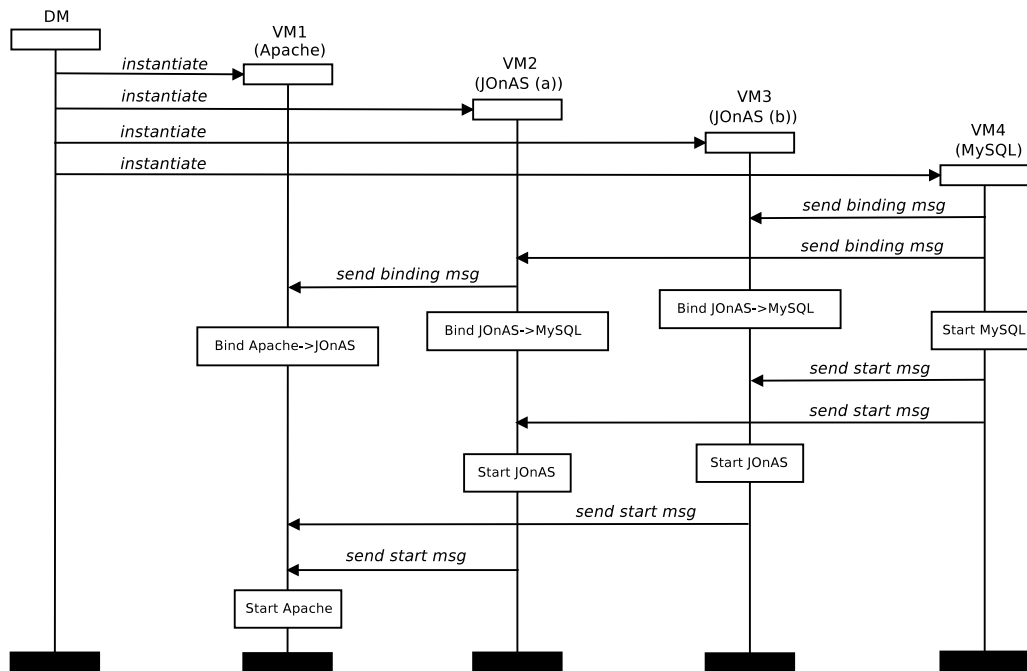 DM
VM1
(Apache)
VM2
(JOnAS (a))
VM3
(JOnAS (b))
VM4
(MySQL)
instantiate
instantiate
instantiate
instantiate
send binding msg
send binding msg
send binding msg
Bind JOnAS->MySQL
Bind JOnAS->MySQL
Start MySQL
Bind Apache->JOnAS
send start msg
send start msg
Start JOnAS
Start JOnAS
send start msg
send start msg
Start Apache